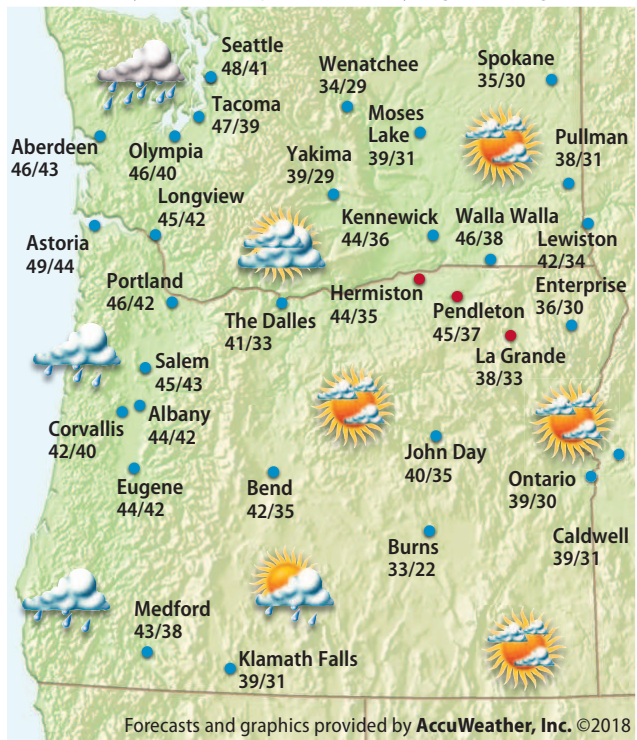 Seattle
48/41
Wenatchee
34/29
Spokane
35/30
Tacoma
47/39
Moses
Lake
39/31
Pullman
38/31
Aberdeen
46/43
Olympia
46/40
Yakima
39/29
Longview
45/42
Kennewick
44/36
Walla Walla
46/38
Lewiston
42/34
Astoria
49/44
Portland
46/42
The Dalles
41/33
Hermiston
44/35
Pendleton
45/37
Enterprise
36/30
La Grande
38/33
Salem
45/43
Albany
44/42
Corvallis
42/40
Eugene
44/42
Bend
42/35
John Day
40/35
Ontario
39/30
Burns
33/22
Caldwell
39/31
Medford
43/38
Klamath Falls
39/31
Forecasts and graphics provided by AccuWeather, Inc. ©2018